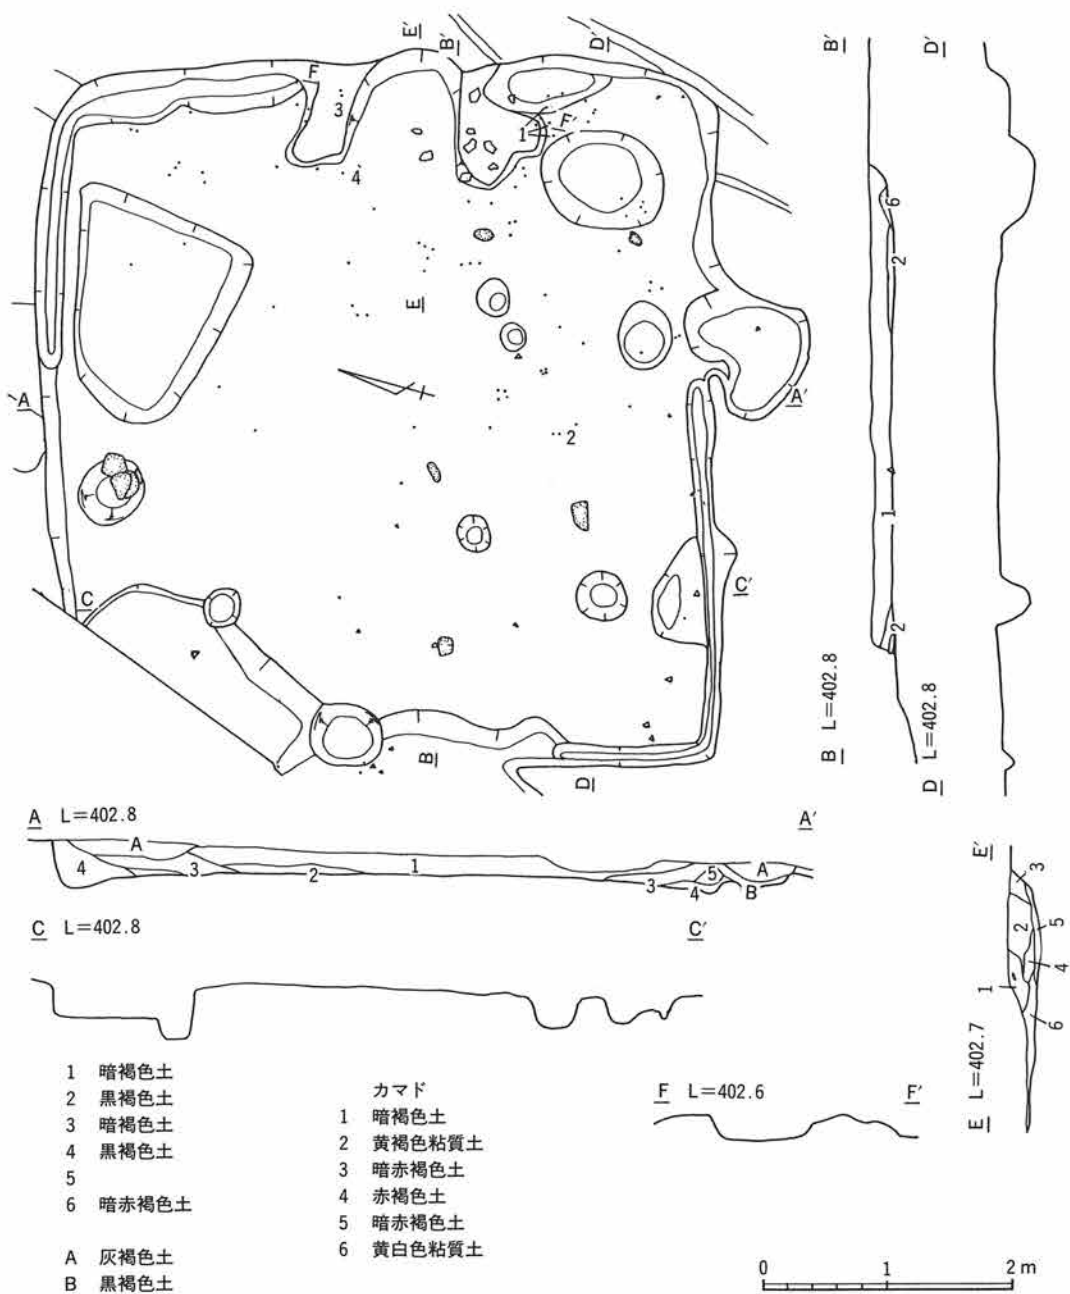 E′
B′
D′
F
3
1
F′
4
E
A
A′
2
C
C′
B
D
B′
D′
6
2
1
2
B L=402.8
D L=402.8
A L=402.8
A′
A
4
3
2
1
3
4
5
A
B
C L=402.8
C′
E′
3
5
2
4
1
6
E L=402.7
1 暗褐色土
2 黒褐色土
3 暗褐色土
4 黒褐色土
5
6 暗赤褐色土
A 灰褐色土
B 黒褐色土
カマド
1 暗褐色土
2 黄褐色粘質土
3 暗赤褐色土
4 赤褐色土
5 暗赤褐色土
6 黄白色粘質土
F L=402.6
F′
0 1 2 m